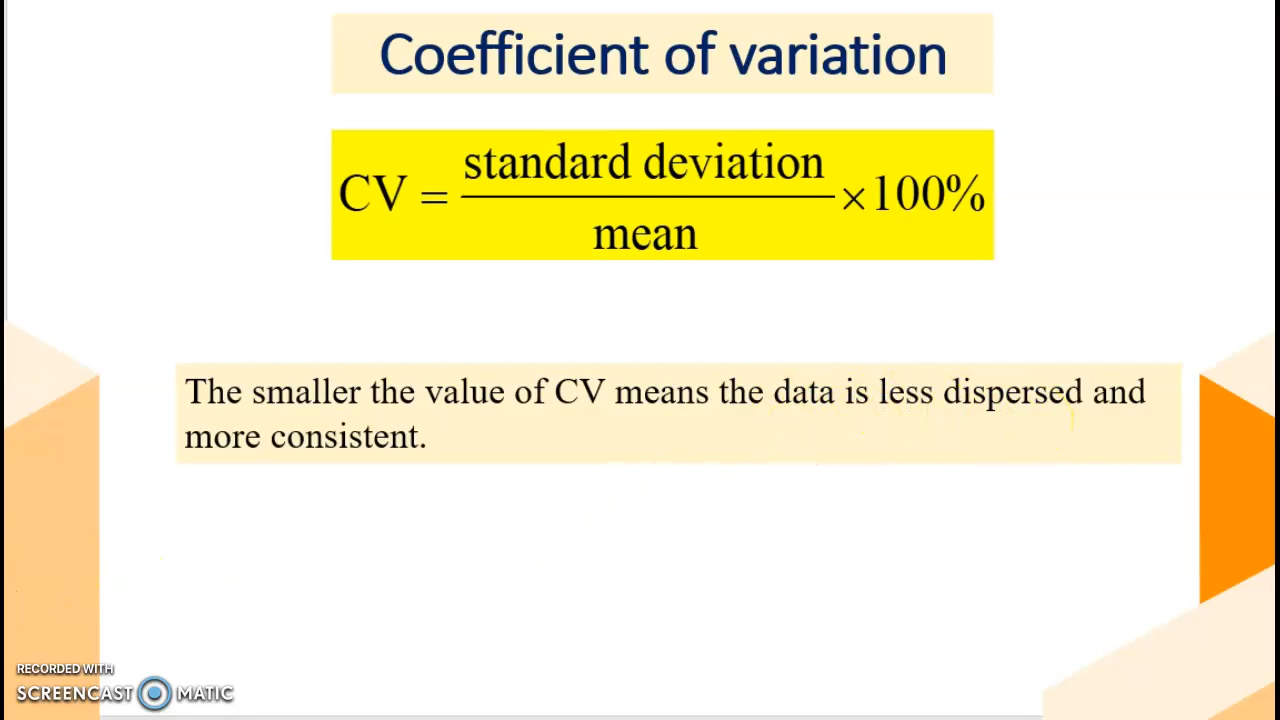 Coefficient of variation
CV = standard deviation / mean × 100%
The smaller the value of CV means the data is less dispersed and
more consistent.
RECORDED WITH
SCREENCAST MATIC